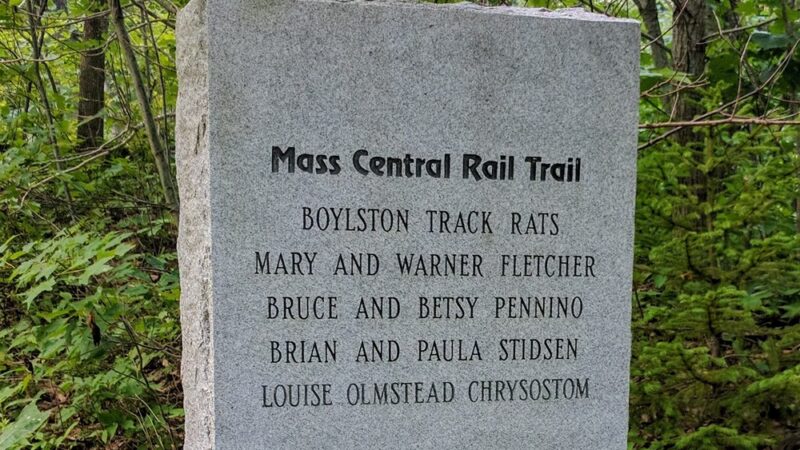 Mass Central Rail Trail
BOYLSTON TRACK RATS
MARY AND WARNER FLETCHER
BRUCE AND BETSY PENNINO
BRIAN AND PAULA STIDSEN
LOUISE OLMSTEAD CHRYSOSTOM